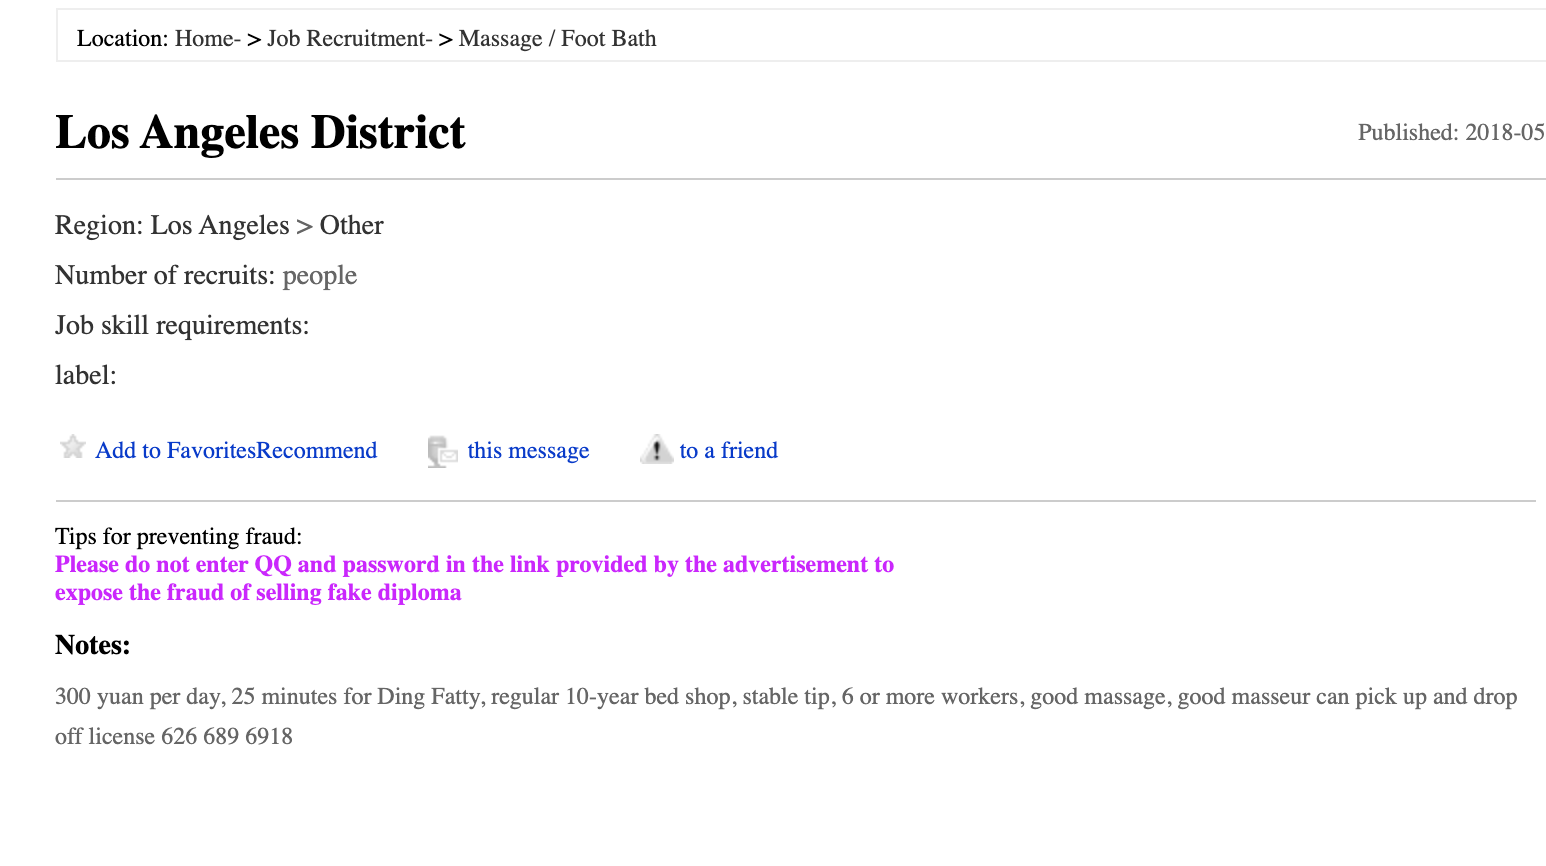 Location: Home- > Job Recruitment- > Massage / Foot Bath
Los Angeles District
Published: 2018-05
Region: Los Angeles > Other
Number of recruits: people
Job skill requirements:
label:
Add to FavoritesRecommend this message to a friend
Tips for preventing fraud:
Please do not enter QQ and password in the link provided by the advertisement to
expose the fraud of selling fake diploma
Notes:
300 yuan per day, 25 minutes for Ding Fatty, regular 10-year bed shop, stable tip, 6 or more workers, good massage, good masseur can pick up and drop
off license 626 689 6918